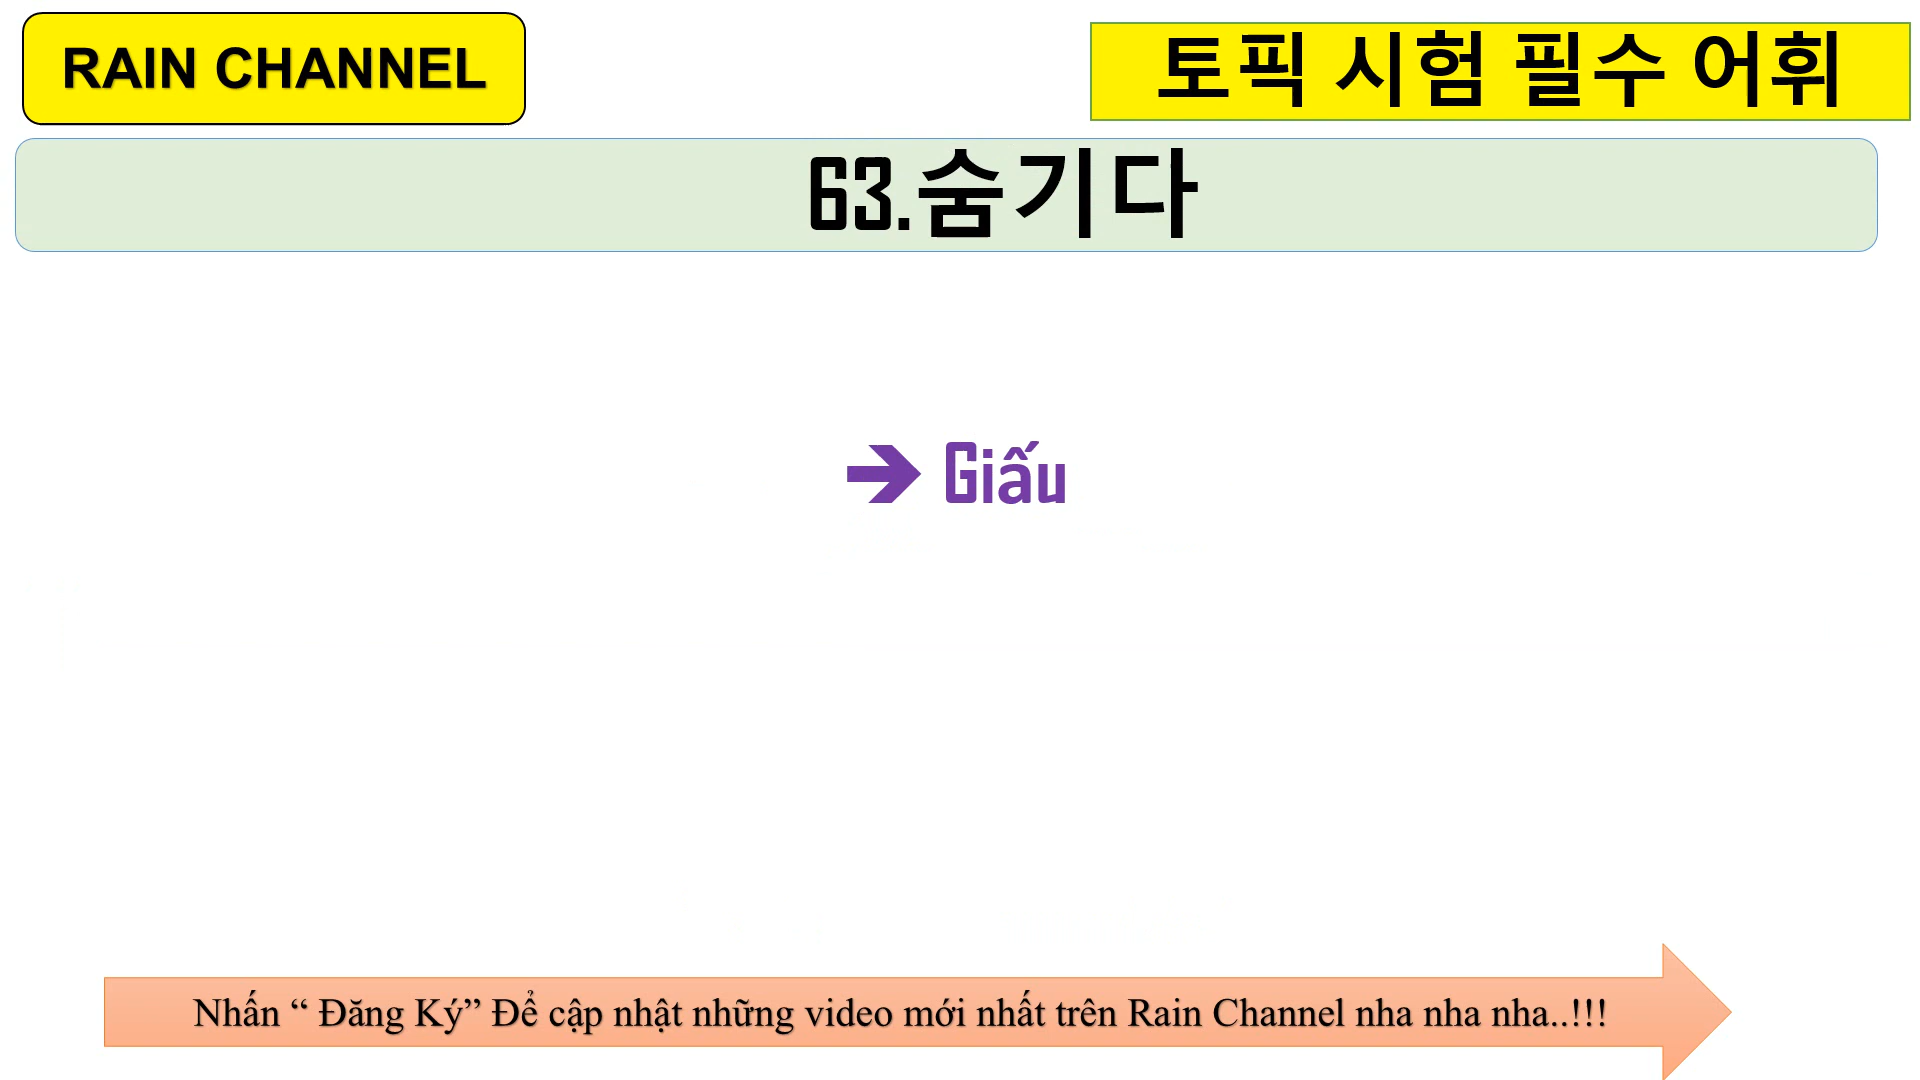 RAIN CHANNEL
토픽 시험 필수 어휘
63.숨기다
➔ Giấu
Nhấn “ Đăng Ký” Để cập nhật những video mới nhất trên Rain Channel nha nha nha..!!!